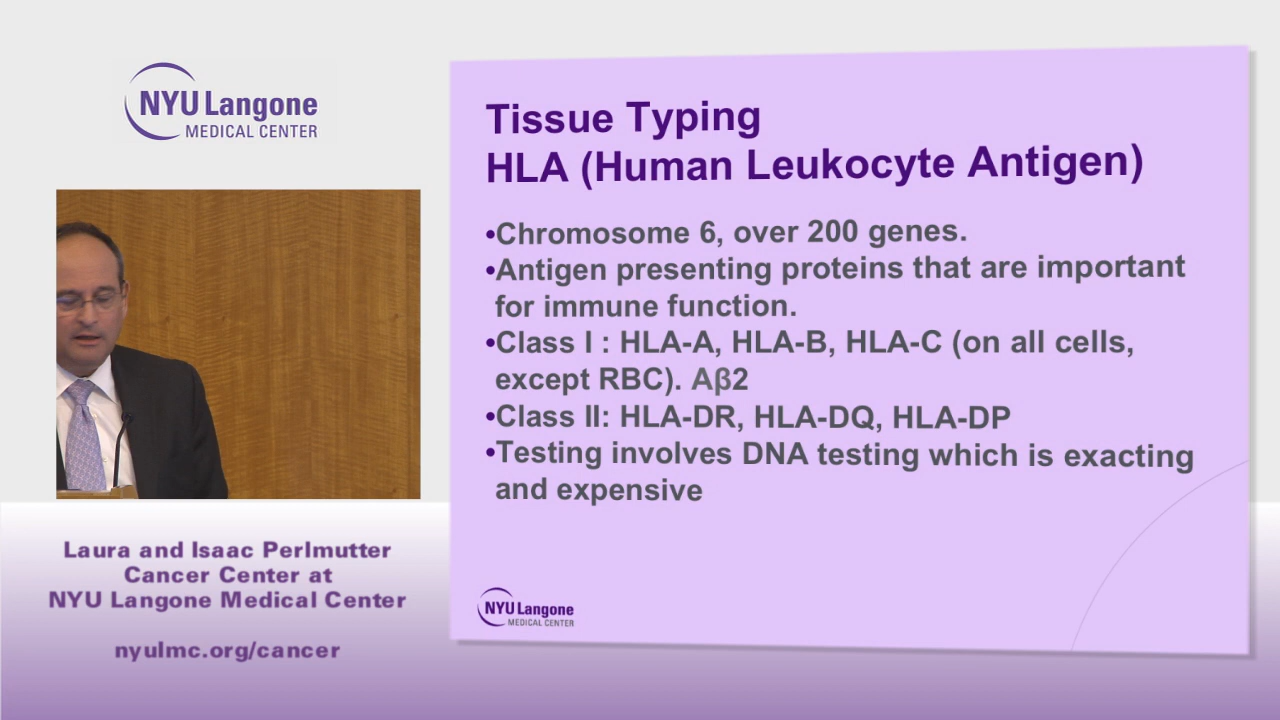 NYU Langone
MEDICAL CENTER
Tissue Typing
HLA (Human Leukocyte Antigen)
•Chromosome 6, over 200 genes.
•Antigen presenting proteins that are important
for immune function.
•Class I : HLA-A, HLA-B, HLA-C (on all cells,
except RBC). Aβ2
•Class II: HLA-DR, HLA-DQ, HLA-DP
•Testing involves DNA testing which is exacting
and expensive
NYU Langone
MEDICAL CENTER
Laura and Isaac Perlmutter
Cancer Center at
NYU Langone Medical Center
nyulmc.org/cancer